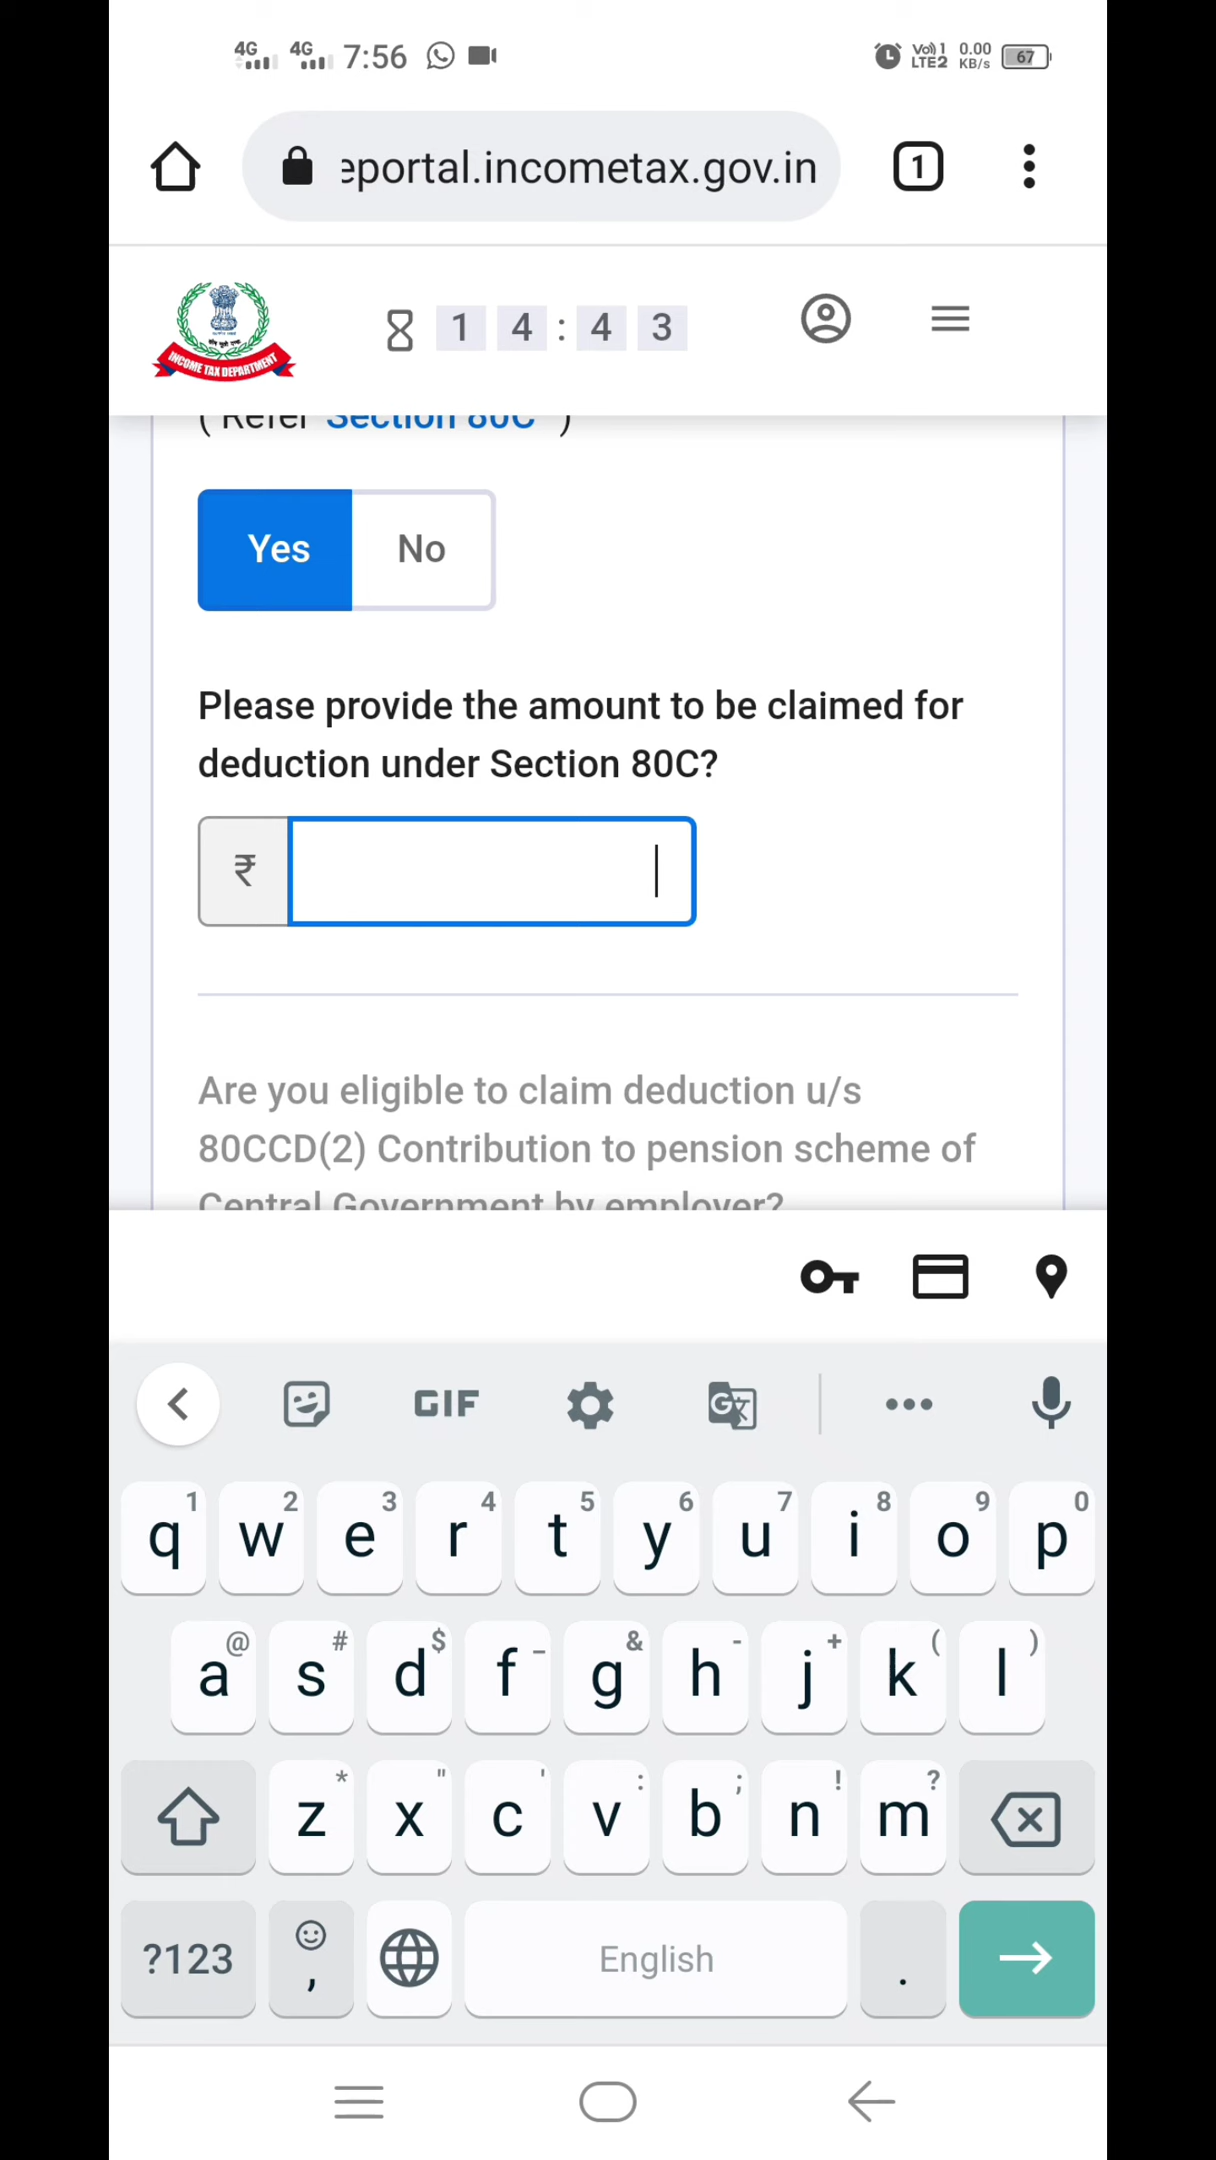 4G 4G 7:56 Vo) 1 LTE2 0.00 KB/s 67
eportal.incometax.gov.in 1
INCOME TAX DEPARTMENT 1 4 : 4 3
( Refer Section 80C )
Yes No
Please provide the amount to be claimed for
deduction under Section 80C?
₹
Are you eligible to claim deduction u/s
80CCD(2) Contribution to pension scheme of
Central Government by employer?
GIF G文 •••
1 2 3 4 5 6 7 8 9 0
q w e r t y u i o p
@ # $ _ & - + ( )
a s d f g h j k l
* " ' : ; ! ?
z x c v b n m
?123 , English .